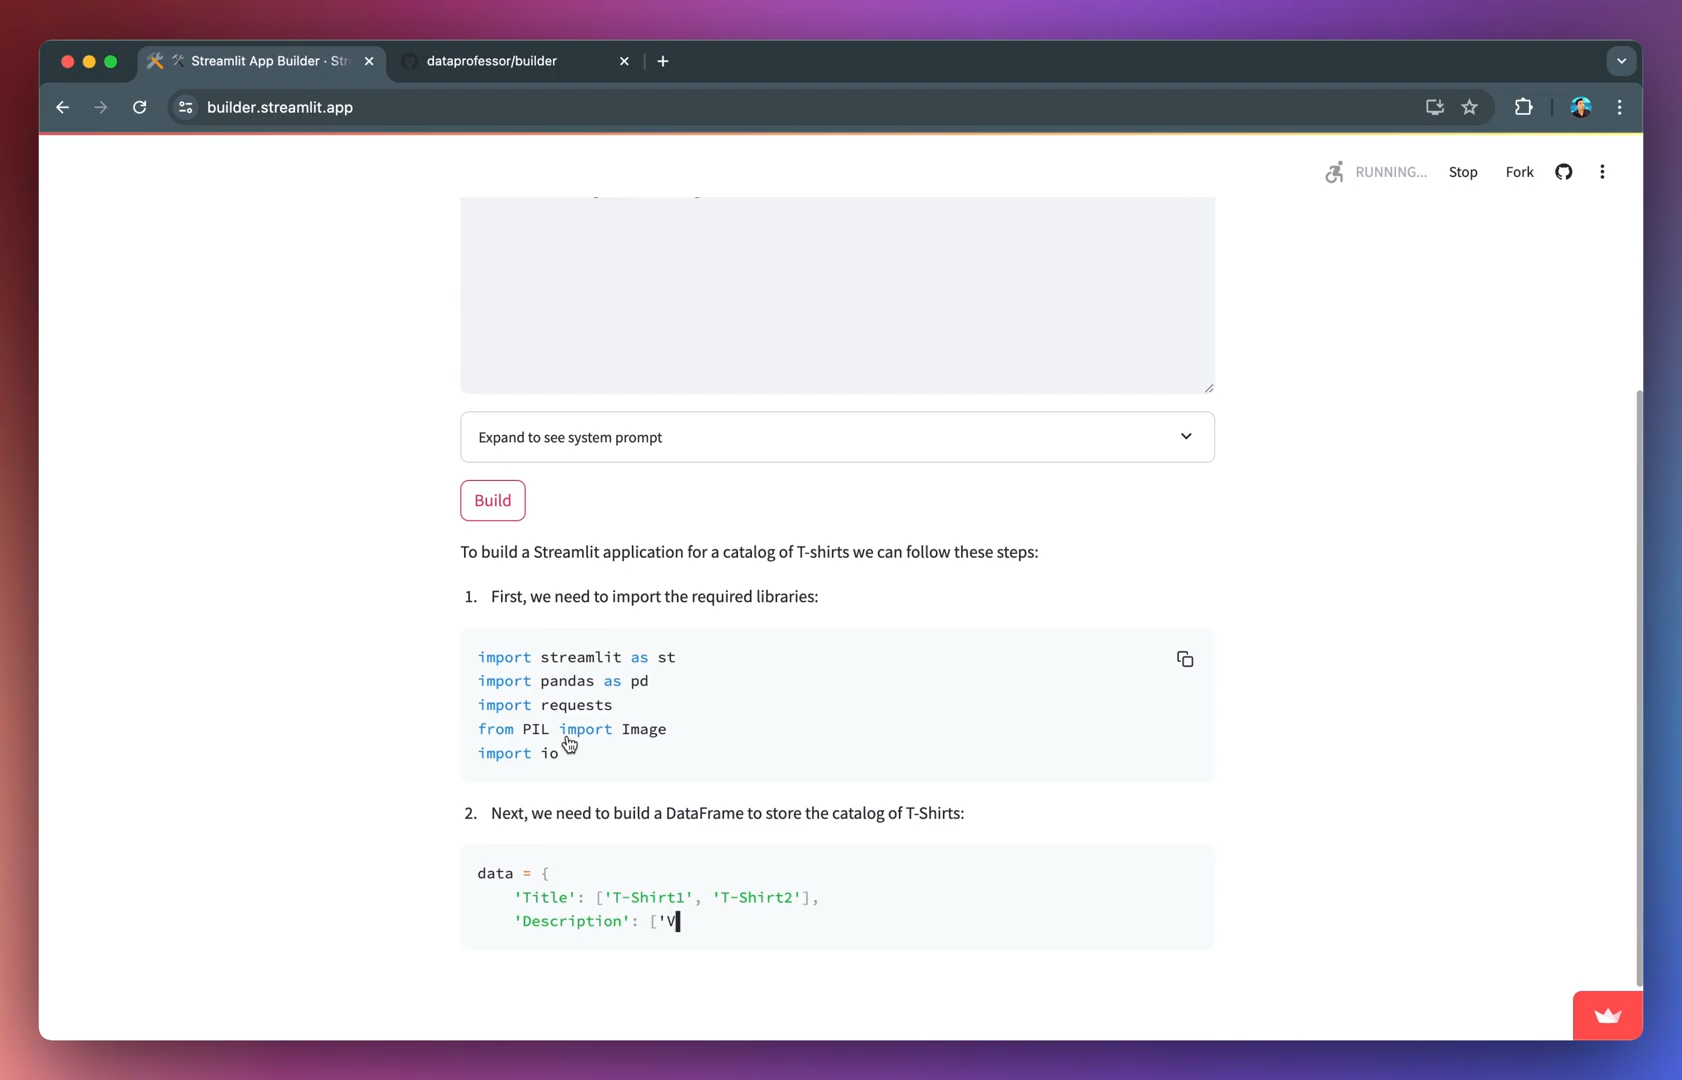 Streamlit App Builder · Str
dataprofessor/builder
builder.streamlit.app
RUNNING...
Stop
Fork
Expand to see system prompt
Build
To build a Streamlit application for a catalog of T-shirts we can follow these steps:
1. First, we need to import the required libraries:
import streamlit as st
import pandas as pd
import requests
from PIL import Image
import io
2. Next, we need to build a DataFrame to store the catalog of T-Shirts:
data = {
'Title': ['T-Shirt1', 'T-Shirt2'],
'Description': ['V